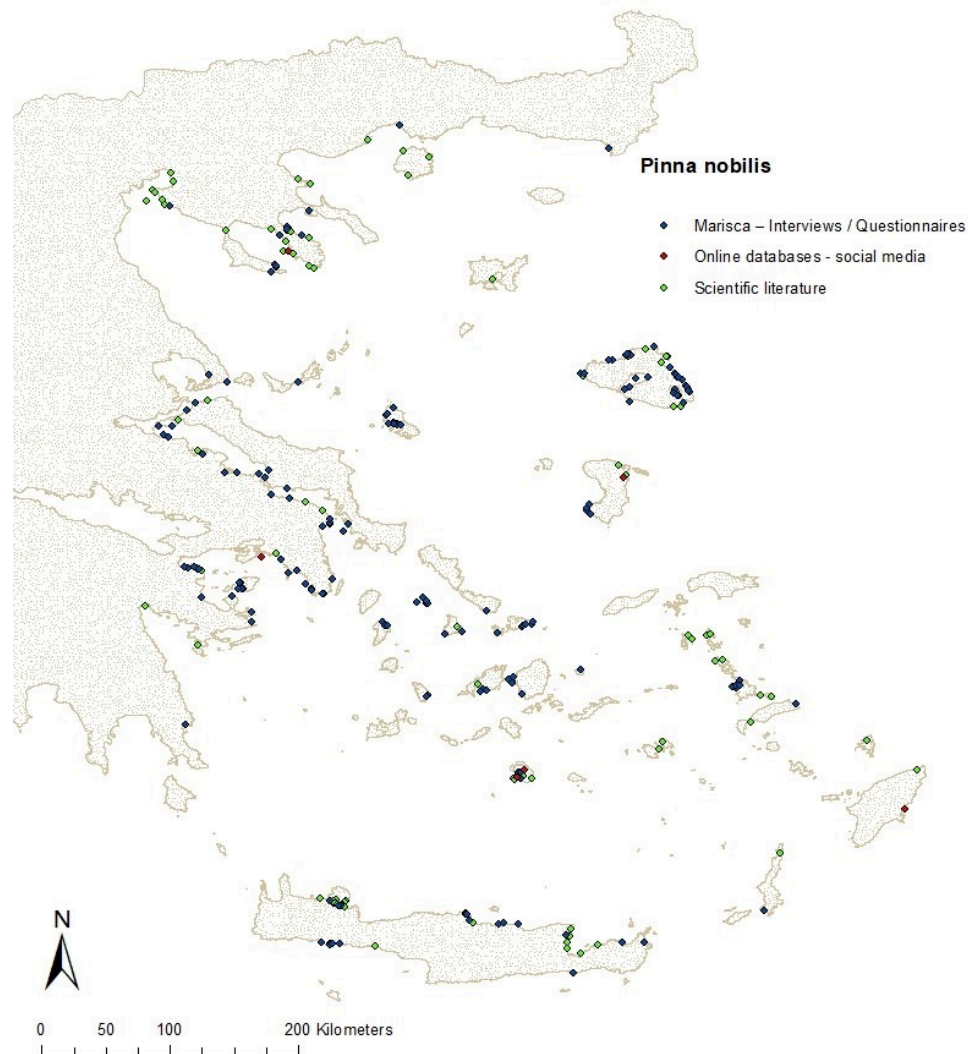 Pinna nobilis
Marisca – Interviews / Questionnaires
Online databases - social media
Scientific literature
N
0 50 100 200 Kilometers